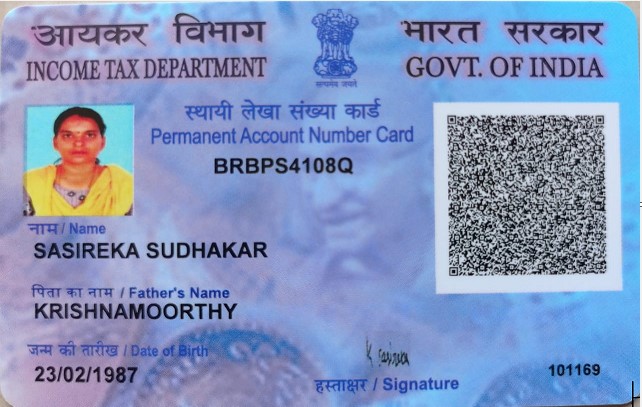 आयकर विभाग
INCOME TAX DEPARTMENT
भारत सरकार
GOVT. OF INDIA
सत्यमेव जयते
स्थायी लेखा संख्या कार्ड
Permanent Account Number Card
BRBPS4108Q
नाम / Name
SASIREKA SUDHAKAR
पिता का नाम / Father's Name
KRISHNAMOORTHY
जन्म की तारीख / Date of Birth
23/02/1987
K Sasireka
हस्ताक्षर / Signature
101169